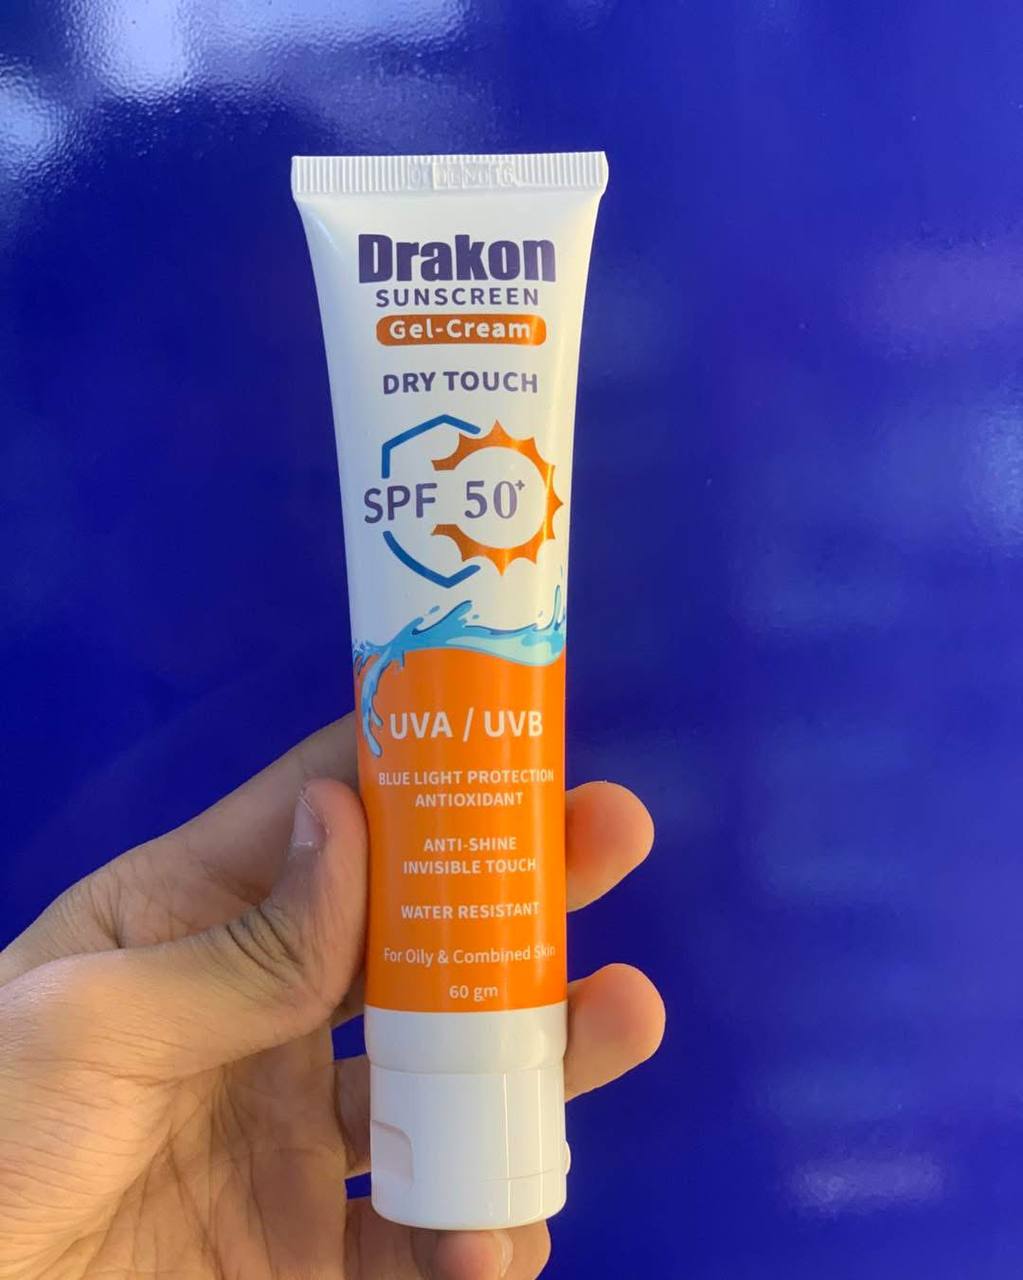 Drakon
SUNSCREEN
Gel-Cream
DRY TOUCH
SPF 50+
UVA / UVB
BLUE LIGHT PROTECTION
ANTIOXIDANT
ANTI-SHINE
INVISIBLE TOUCH
WATER RESISTANT
For Oily & Combined Skin
60 gm